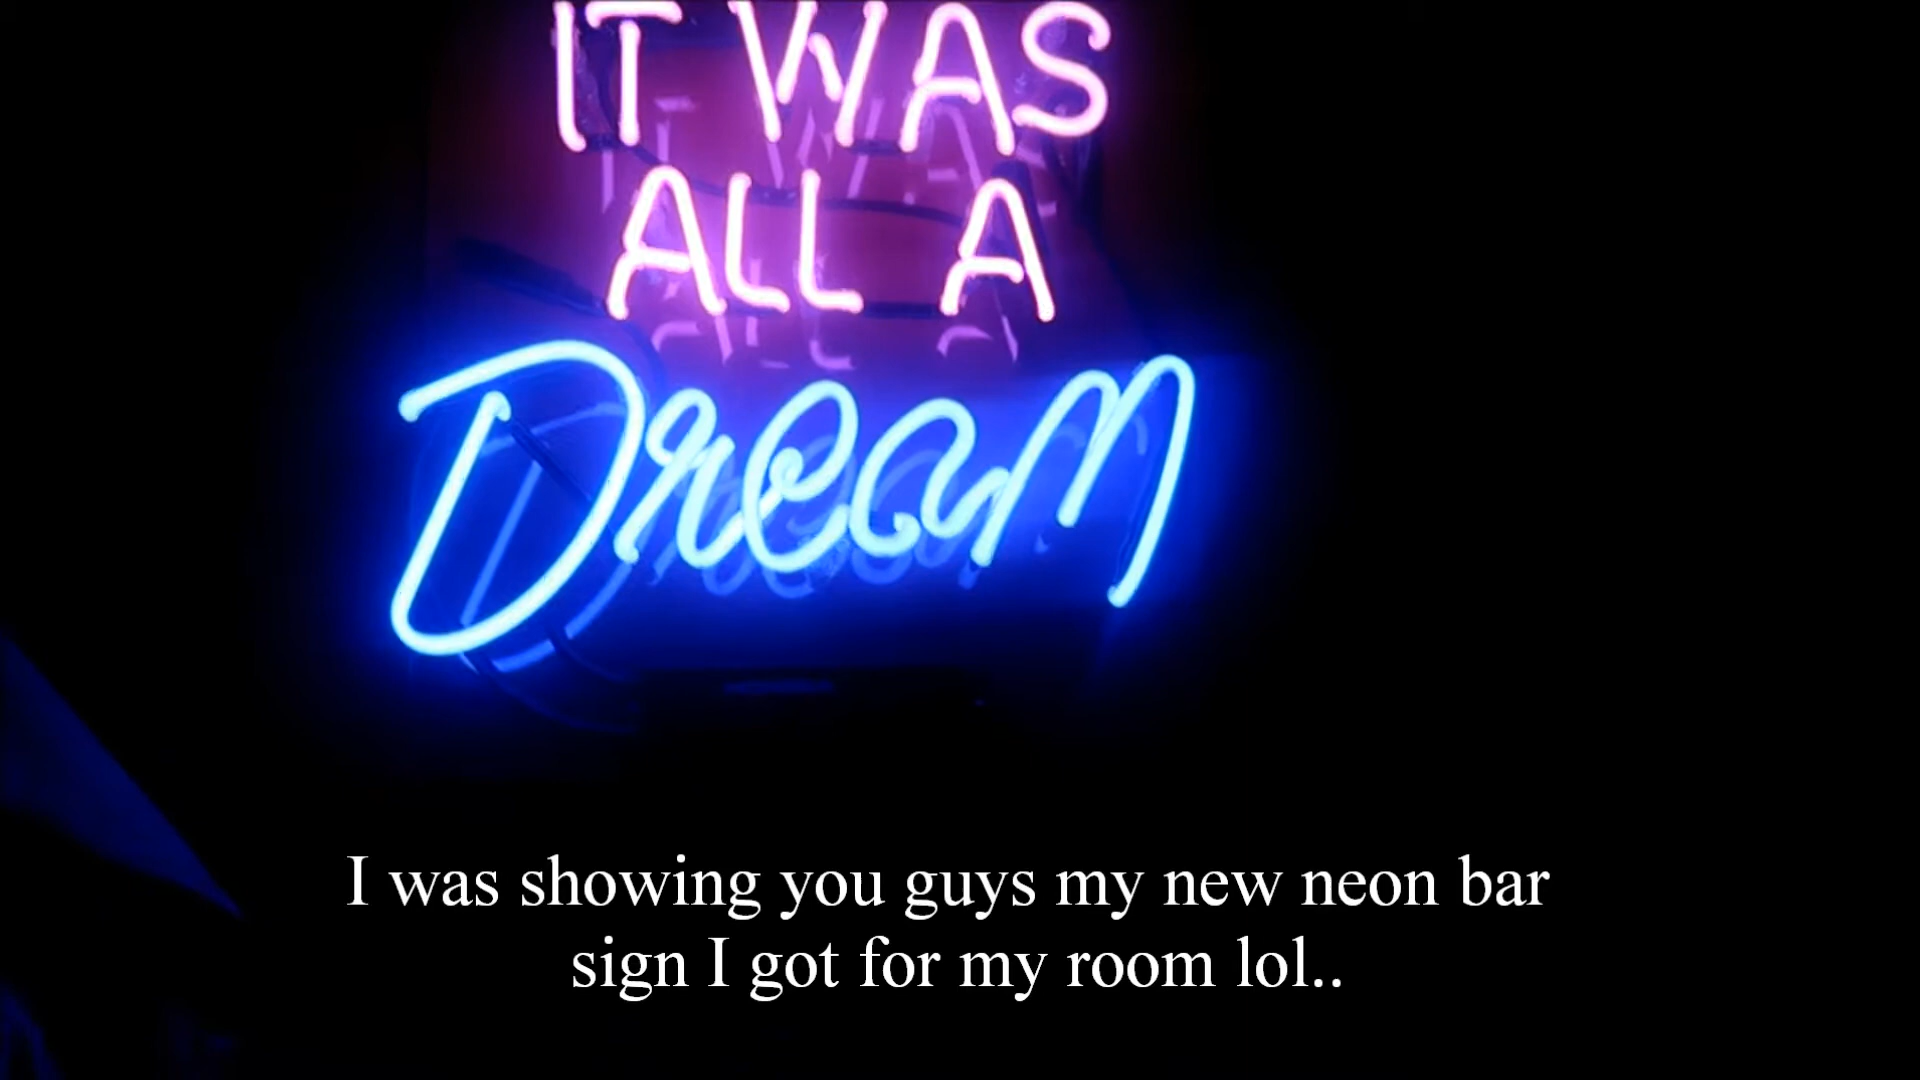 IT WAS
ALL A
Dream
I was showing you guys my new neon bar
sign I got for my room lol..